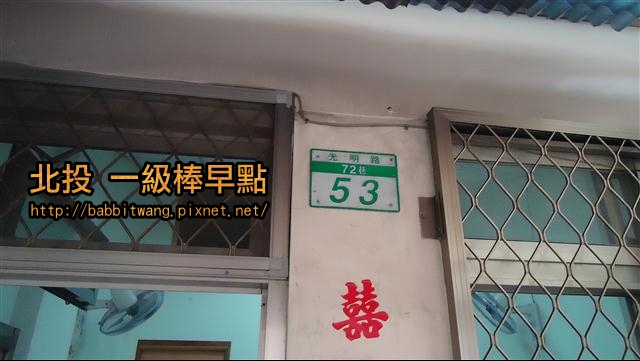 北投 一級棒早點
http://babbitwang.pixnet.net/
光明路
72巷
53
囍